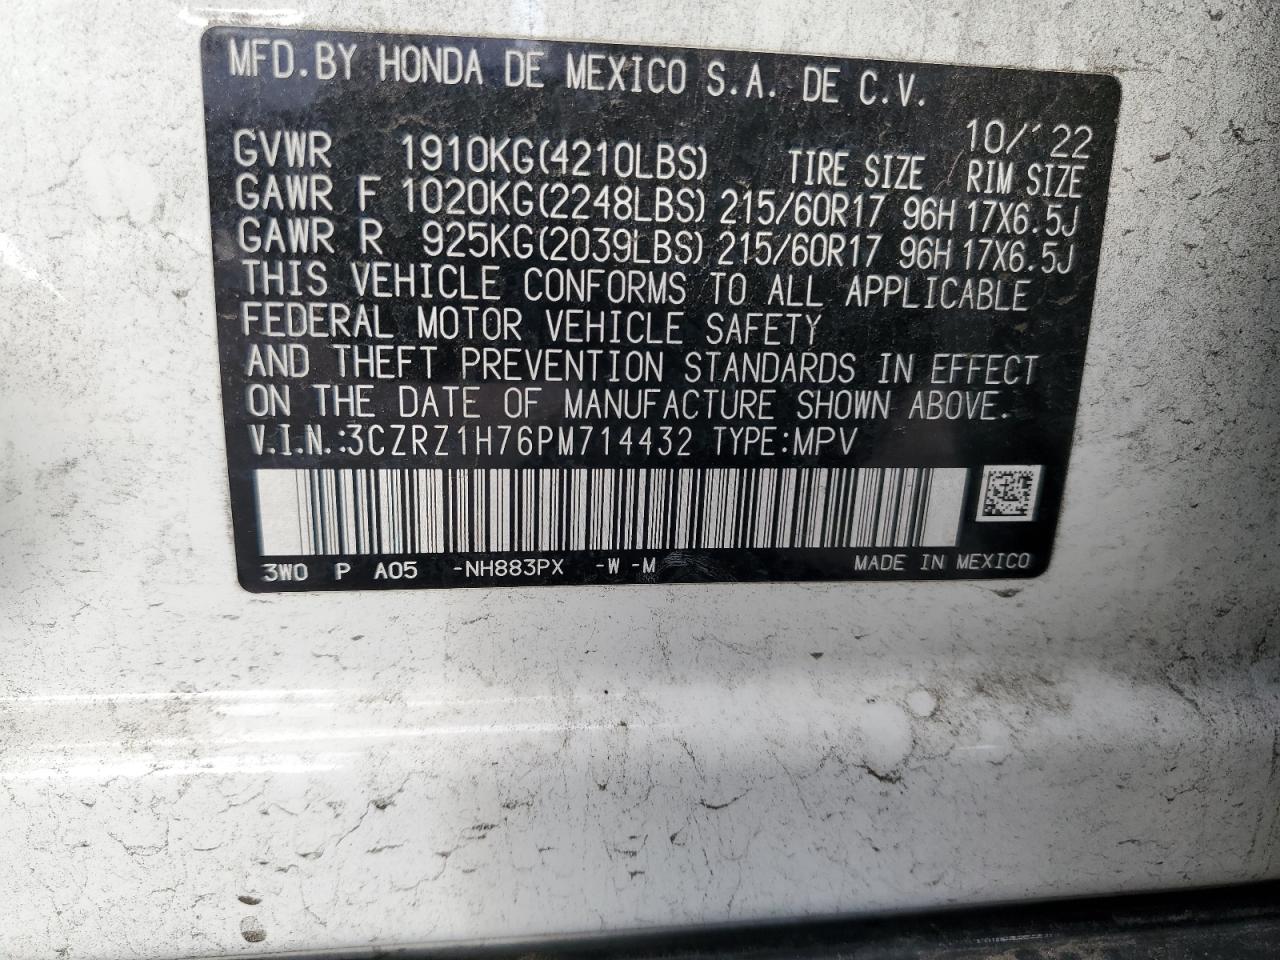 MFD.BY HONDA DE MEXICO S.A. DE C.V.
10/'22
GVWR 1910KG(4210LBS) TIRE SIZE RIM SIZE
GAWR F 1020KG(2248LBS) 215/60R17 96H 17X6.5J
GAWR R 925KG(2039LBS) 215/60R17 96H 17X6.5J
THIS VEHICLE CONFORMS TO ALL APPLICABLE
FEDERAL MOTOR VEHICLE SAFETY
AND THEFT PREVENTION STANDARDS IN EFFECT
ON THE DATE OF MANUFACTURE SHOWN ABOVE.
V.I.N.:3CZRZ1H76PM714432 TYPE:MPV
3W0 P A05 -NH883PX -W -M MADE IN MEXICO